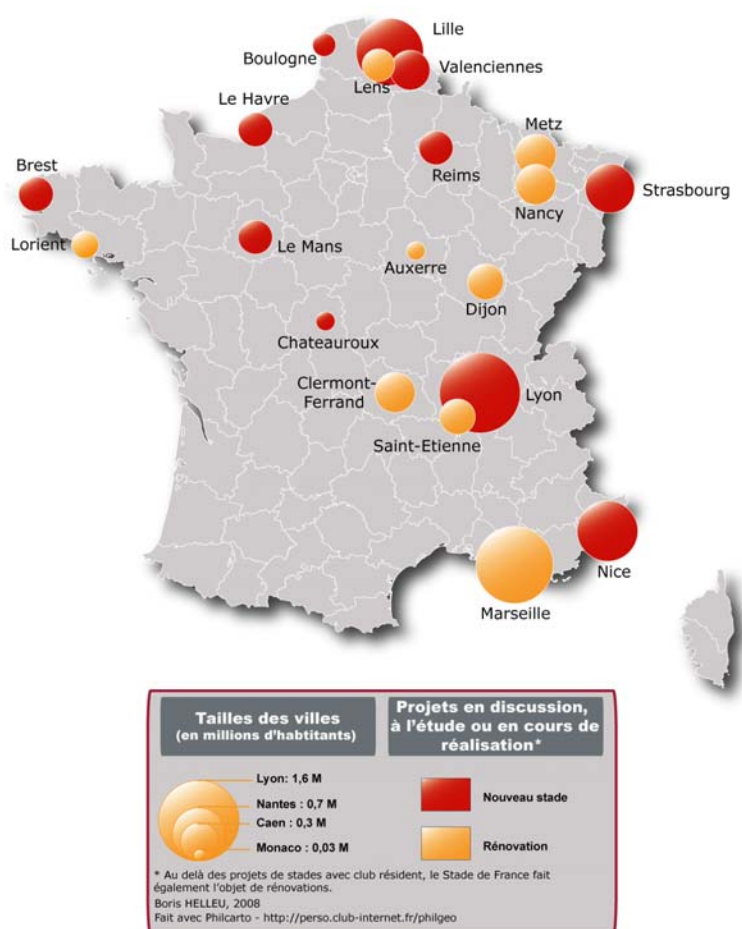 Lille
Boulogne
Valenciennes
Lens
Le Havre
Metz
Brest
Reims
Strasbourg
Nancy
Lorient
Le Mans
Auxerre
Dijon
Chateauroux
Clermont-
Ferrand
Lyon
Saint-Etienne
Nice
Marseille
Tailles des villes
(en millions d'habtitants)
Lyon: 1,6 M
Nantes : 0,7 M
Caen : 0,3 M
Monaco : 0,03 M
Projets en discussion,
à l'étude ou en cours de
réalisation*
Nouveau stade
Rénovation
* Au delà des projets de stades avec club résident, le Stade de France fait
également l'objet de rénovations.
Boris HELLEU, 2008
Fait avec Philcarto - http://perso.club-internet.fr/philgeo